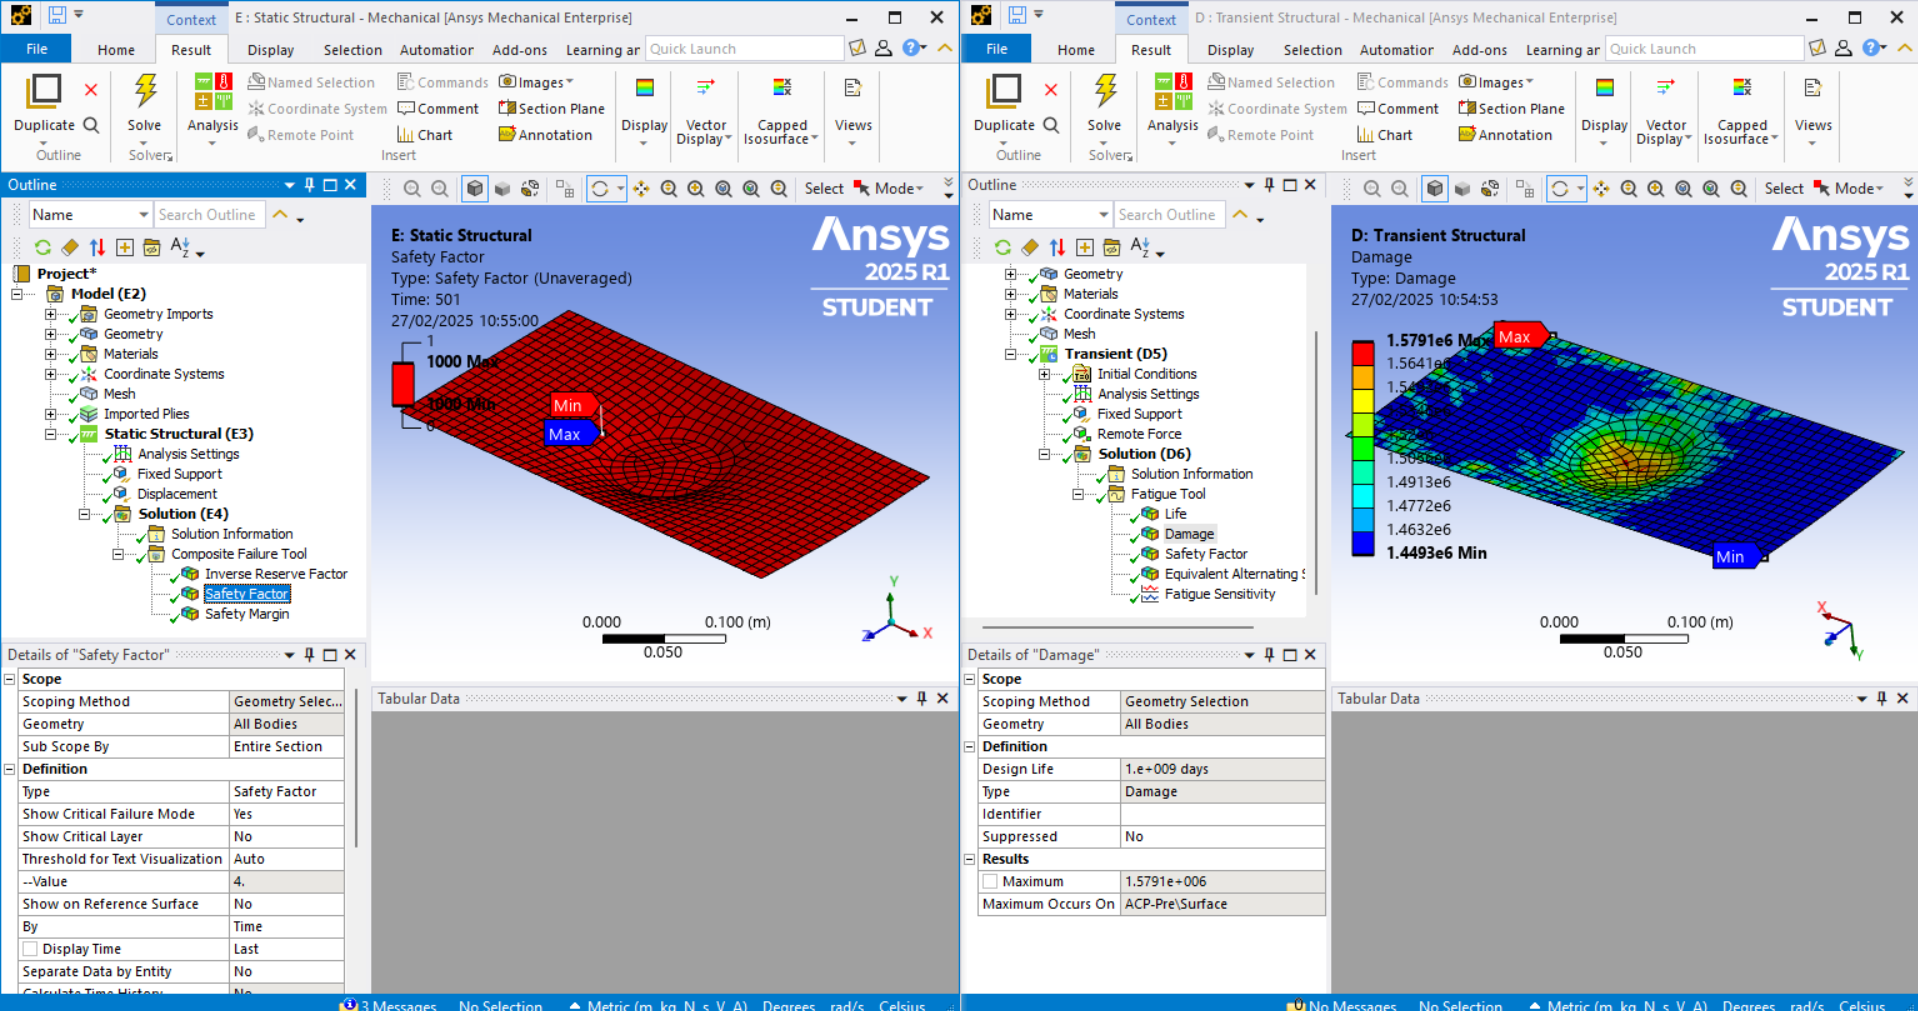 Context
E : Static Structural - Mechanical [Ansys Mechanical Enterprise]
File
Home
Result
Display
Selection
Automation
Add-ons
Learning ar
Quick Launch
Duplicate
Outline
Solve
Solver
Analysis
Named Selection
Coordinate System
Remote Point
Commands
Comment
Chart
Images
Section Plane
Annotation
Insert
Display
Vector
Display
Capped
Isosurface
Views
Outline
Name
Search Outline
Project*
Model (E2)
Geometry Imports
Geometry
Materials
Coordinate Systems
Mesh
Imported Plies
Static Structural (E3)
Analysis Settings
Fixed Support
Displacement
Solution (E4)
Solution Information
Composite Failure Tool
Inverse Reserve Factor
Safety Factor
Safety Margin
Select
Mode
E: Static Structural
Safety Factor
Type: Safety Factor (Unaveraged)
Time: 501
27/02/2025 10:55:00
1
1000 Max
1000 Min
0
Min
Max
Ansys
2025 R1
STUDENT
0.000
0.100 (m)
0.050
Y
X
Z
Details of "Safety Factor"
Scope
Scoping Method Geometry Selec...
Geometry All Bodies
Sub Scope By Entire Section
Definition
Type Safety Factor
Show Critical Failure Mode Yes
Show Critical Layer No
Threshold for Text Visualization Auto
--Value 4.
Show on Reference Surface No
By Time
Display Time Last
Separate Data by Entity No
Calculate Time History No
Tabular Data
3 Messages
No Selection
Metric (m, kg, N, s, V, A)
Degrees
rad/s
Celsius
Context
D : Transient Structural - Mechanical [Ansys Mechanical Enterprise]
File
Home
Result
Display
Selection
Automation
Add-ons
Learning ar
Quick Launch
Duplicate
Outline
Solve
Solver
Analysis
Named Selection
Coordinate System
Remote Point
Commands
Comment
Chart
Images
Section Plane
Annotation
Insert
Display
Vector
Display
Capped
Isosurface
Views
Outline
Name
Search Outline
Geometry
Materials
Coordinate Systems
Mesh
Transient (D5)
Initial Conditions
Analysis Settings
Fixed Support
Remote Force
Solution (D6)
Solution Information
Fatigue Tool
Life
Damage
Safety Factor
Equivalent Alternating S
Fatigue Sensitivity
Select
Mode
D: Transient Structural
Damage
Type: Damage
27/02/2025 10:54:53
1.5791e6 Max
1.5641e6
1.4913e6
1.4772e6
1.4632e6
1.4493e6 Min
Max
Min
Ansys
2025 R1
STUDENT
0.000
0.100 (m)
0.050
X
Z
Y
Details of "Damage"
Scope
Scoping Method Geometry Selection
Geometry All Bodies
Definition
Design Life 1.e+009 days
Type Damage
Identifier
Suppressed No
Results
Maximum 1.5791e+006
Maximum Occurs On ACP-Pre\Surface
Tabular Data
No Messages
No Selection
Metric (m, kg, N, s, V, A)
Degrees
rad/s
Celsius